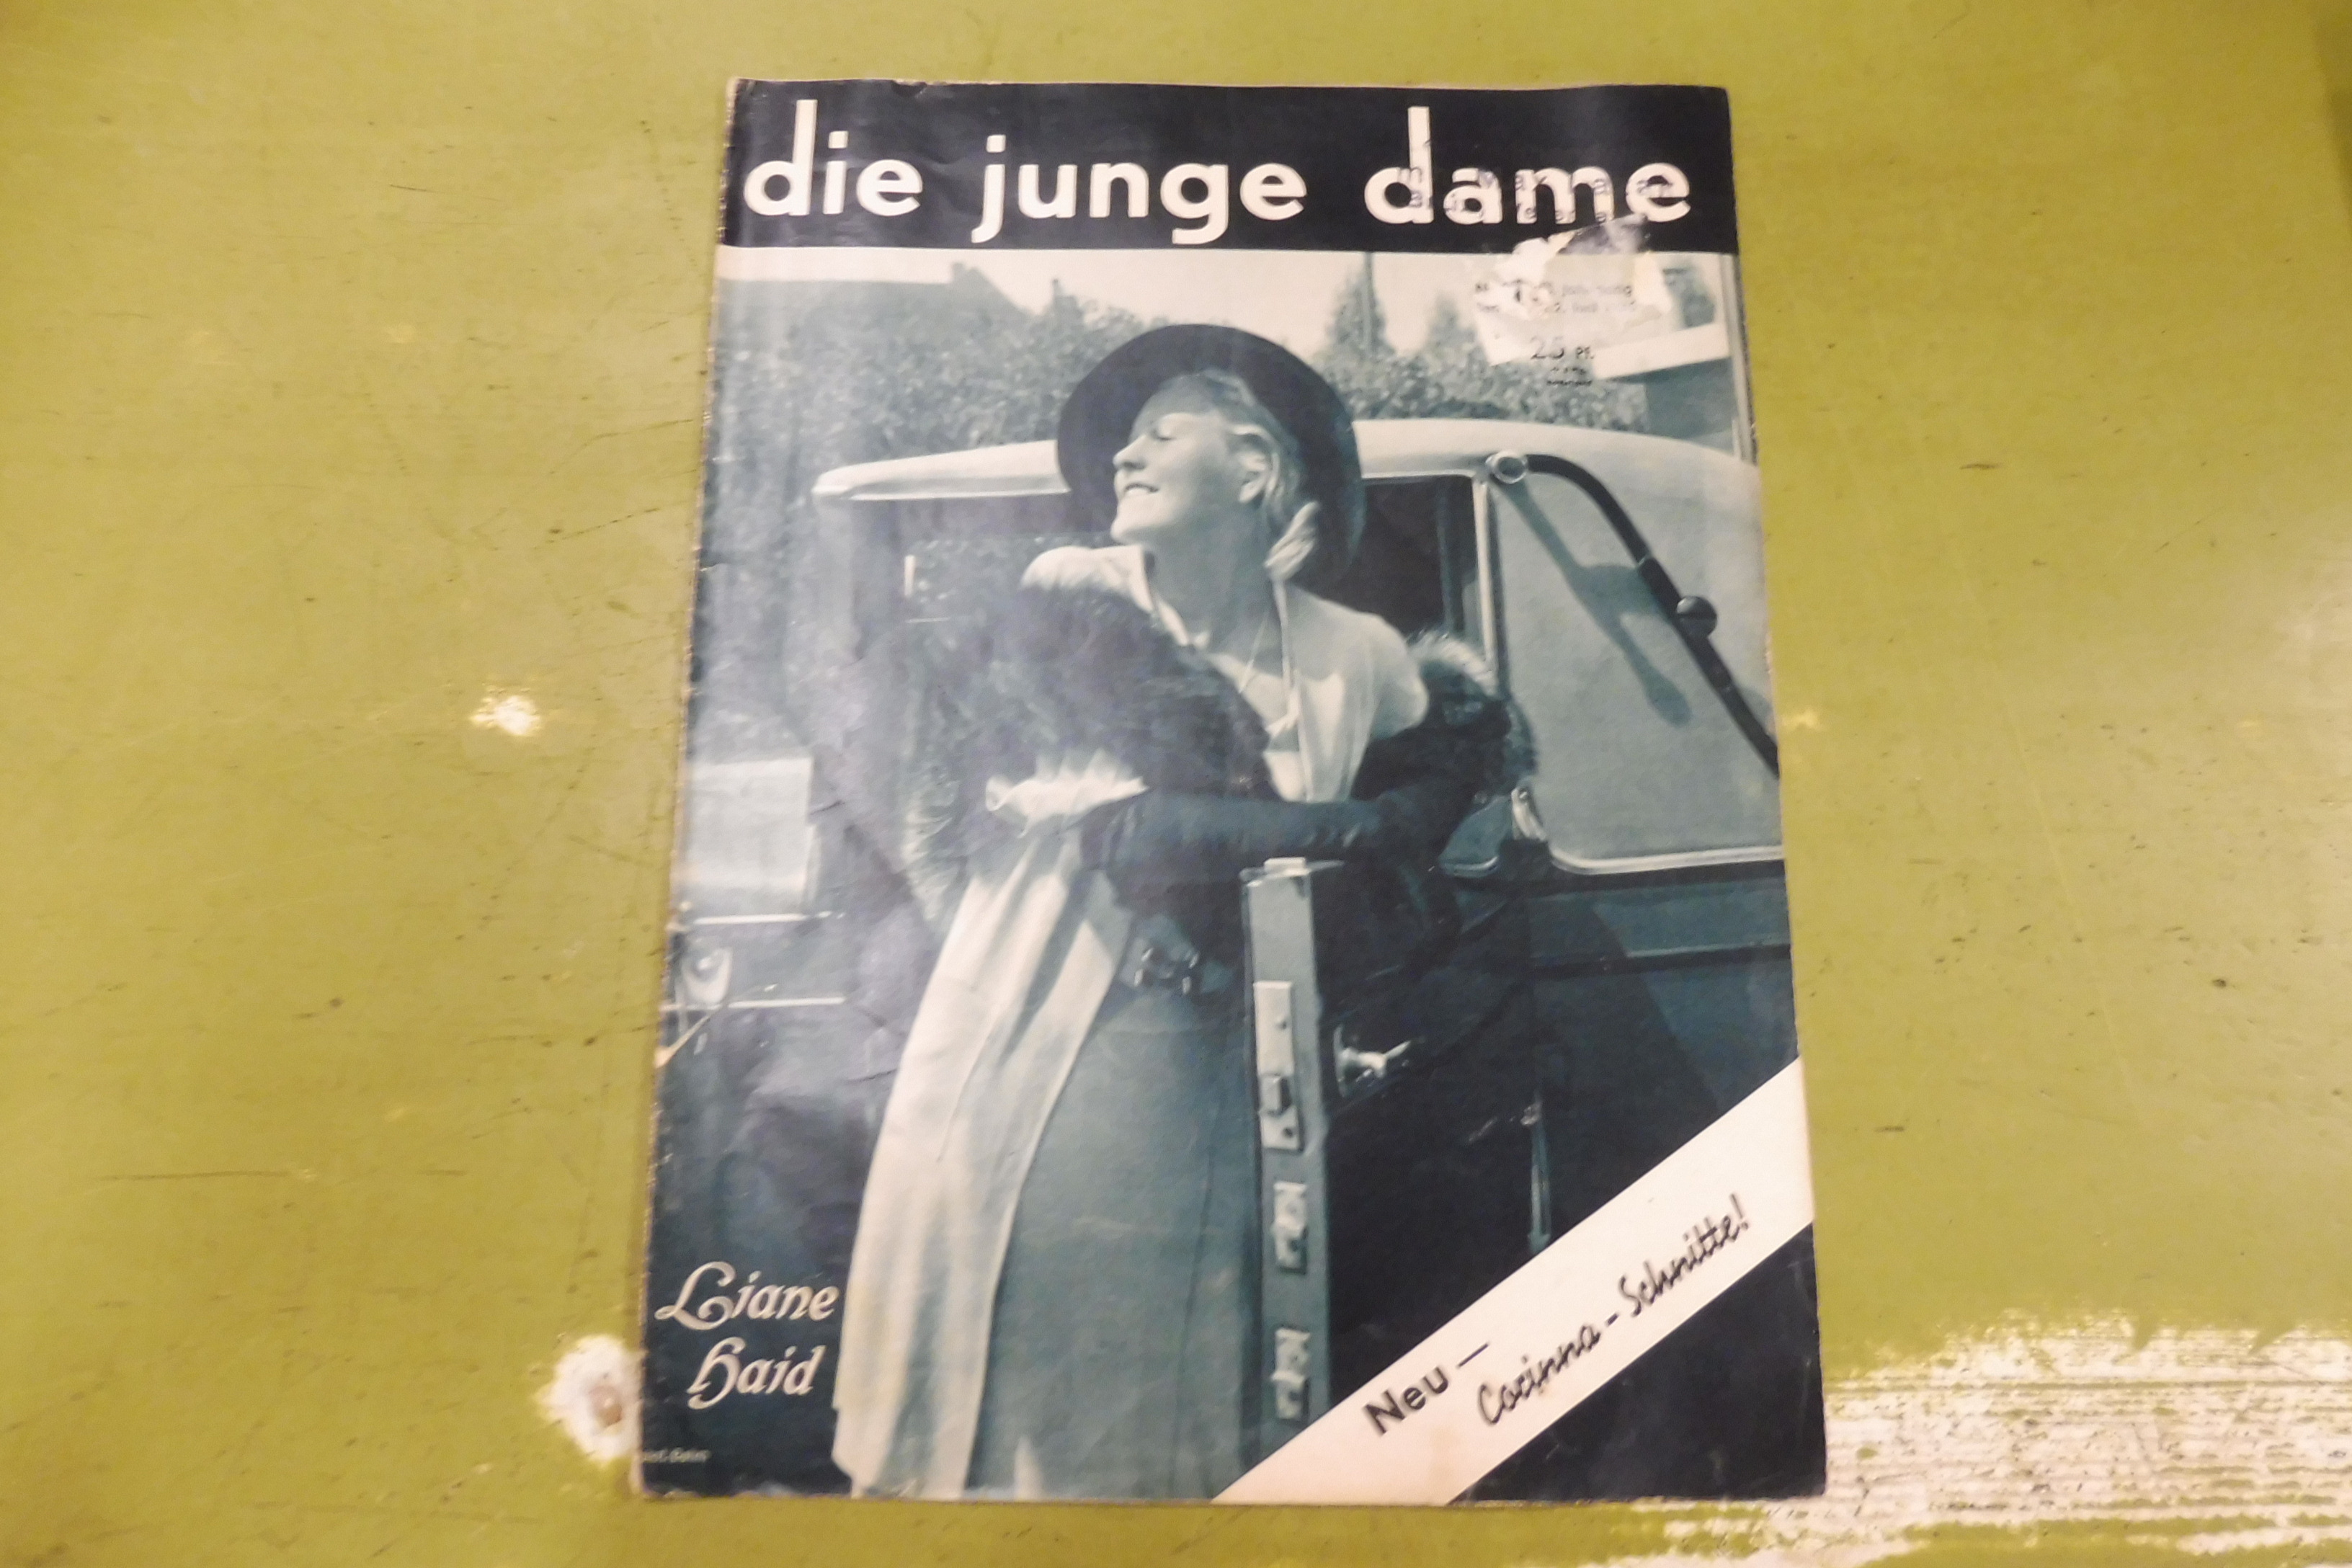 die junge dame
25 Pf.
Liane
Haid
Neu –
Corinna - Schnitte!